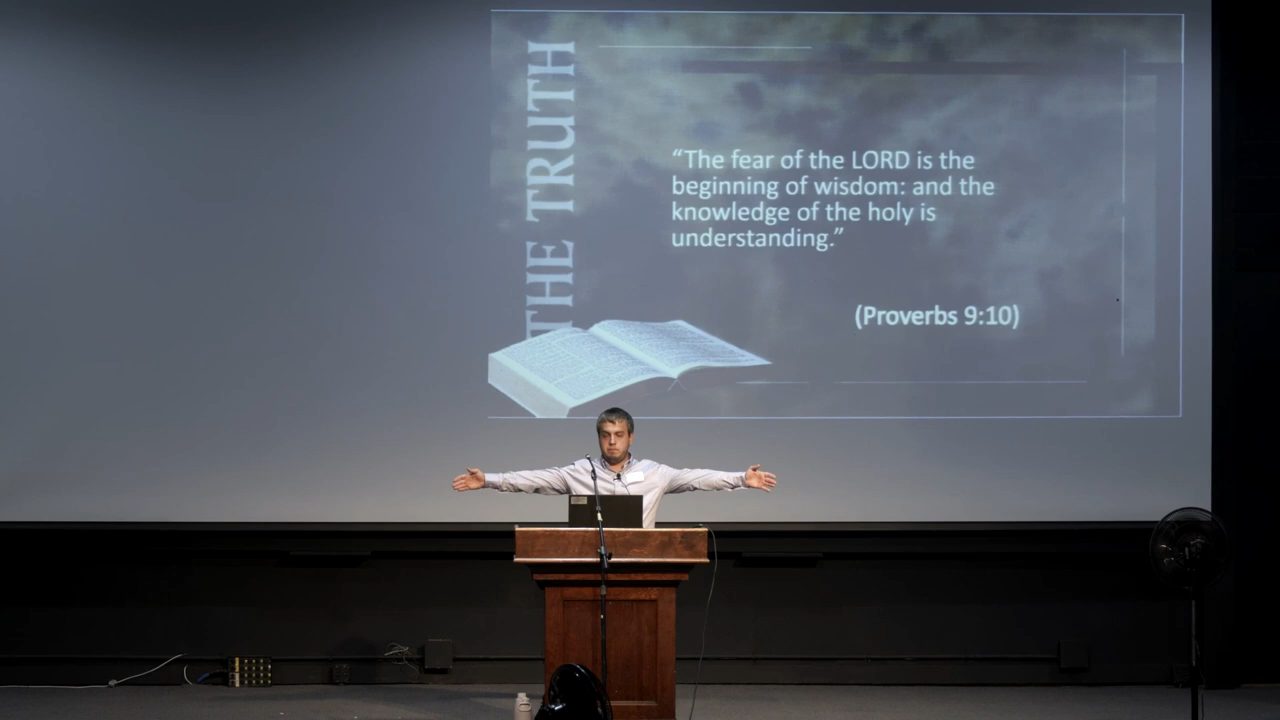 THE TRUTH
“The fear of the LORD is the
beginning of wisdom: and the
knowledge of the holy is
understanding.”
(Proverbs 9:10)